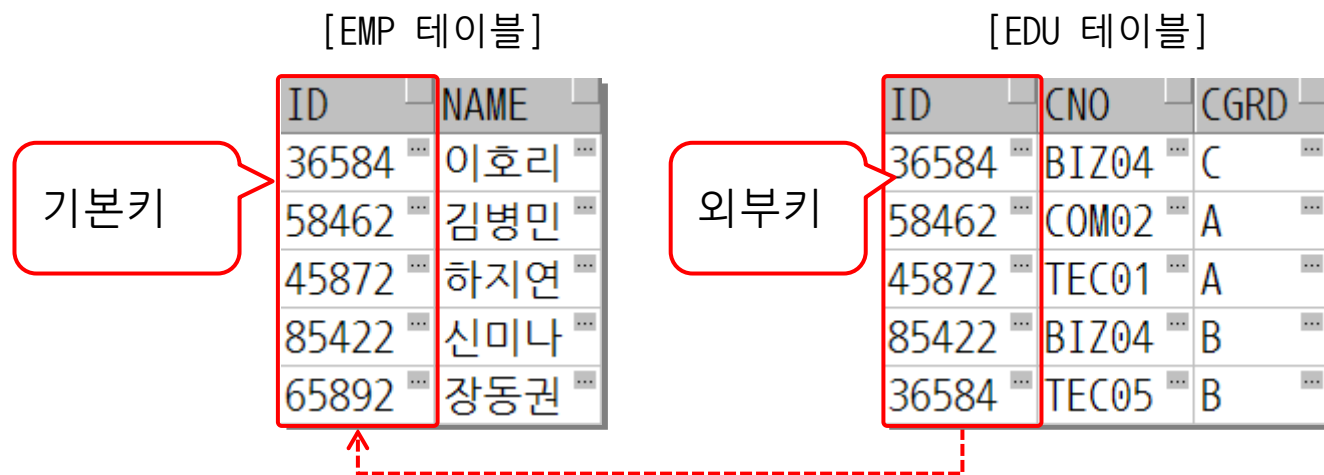 [EMP 테이블]
[EDU 테이블]
기본키
ID NAME
36584 이호리
58462 김병민
45872 하지연
85422 신미나
65892 장동권
외부키
ID CNO CGRD
36584 BIZ04 C
58462 COM02 A
45872 TEC01 A
85422 BIZ04 B
36584 TEC05 B